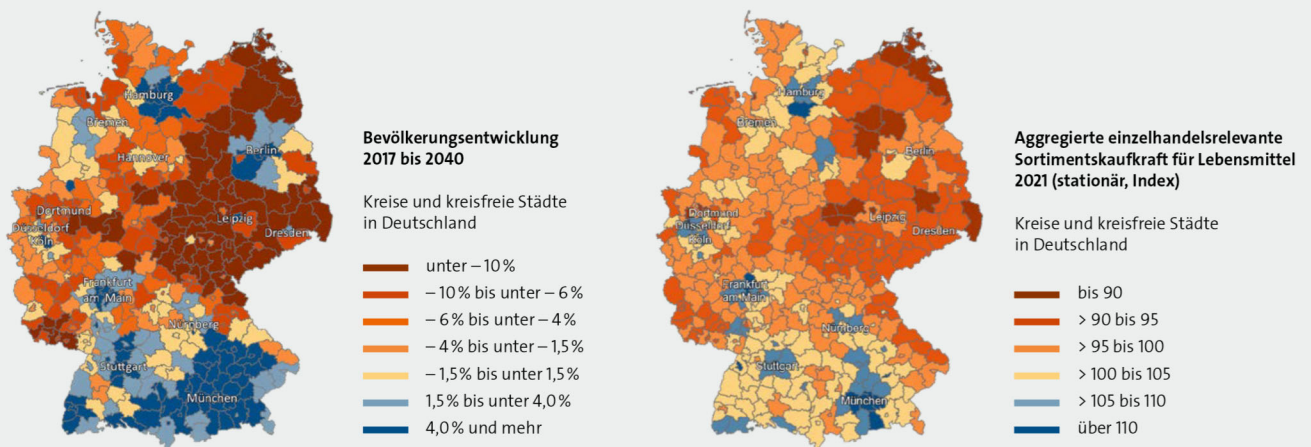 Hamburg
Bremen
Hannover
Berlin
Dortmund
Düsseldorf
Köln
Leipzig
Dresden
Frankfurt
am Main
Nürnberg
Stuttgart
München
Bevölkerungsentwicklung
2017 bis 2040
Kreise und kreisfreie Städte
in Deutschland
unter – 10 %
– 10 % bis unter – 6 %
– 6 % bis unter – 4 %
– 4 % bis unter – 1,5 %
– 1,5 % bis unter 1,5 %
1,5 % bis unter 4,0 %
4,0 % und mehr
Hamburg
Bremen
Berlin
Dortmund
Düsseldorf
Köln
Leipzig
Dresden
Frankfurt
am Main
Nürnberg
Stuttgart
München
Aggregierte einzelhandelsrelevante
Sortimentskaufkraft für Lebensmittel
2021 (stationär, Index)
Kreise und kreisfreie Städte
in Deutschland
bis 90
> 90 bis 95
> 95 bis 100
> 100 bis 105
> 105 bis 110
über 110